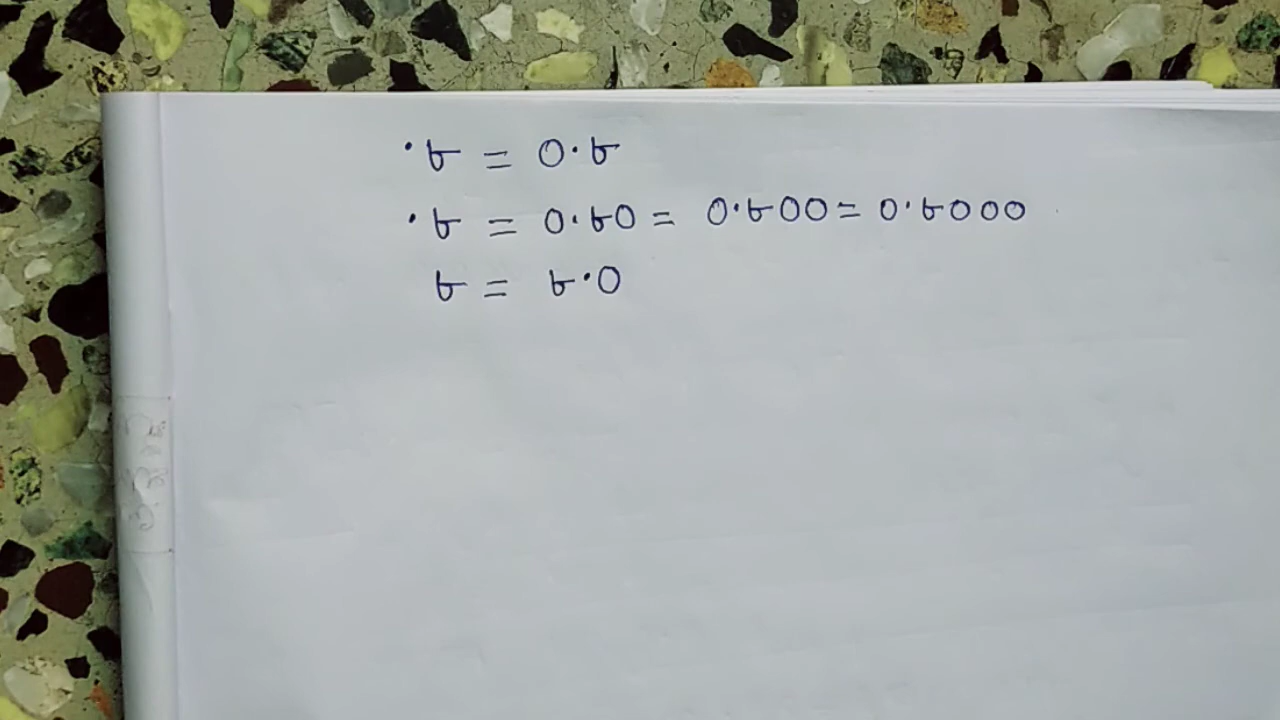 ·৮ = ০·৮
·৮ = ০·৮০ = ০·৮০০ = ০·৮০০০
৮ = ৮·০